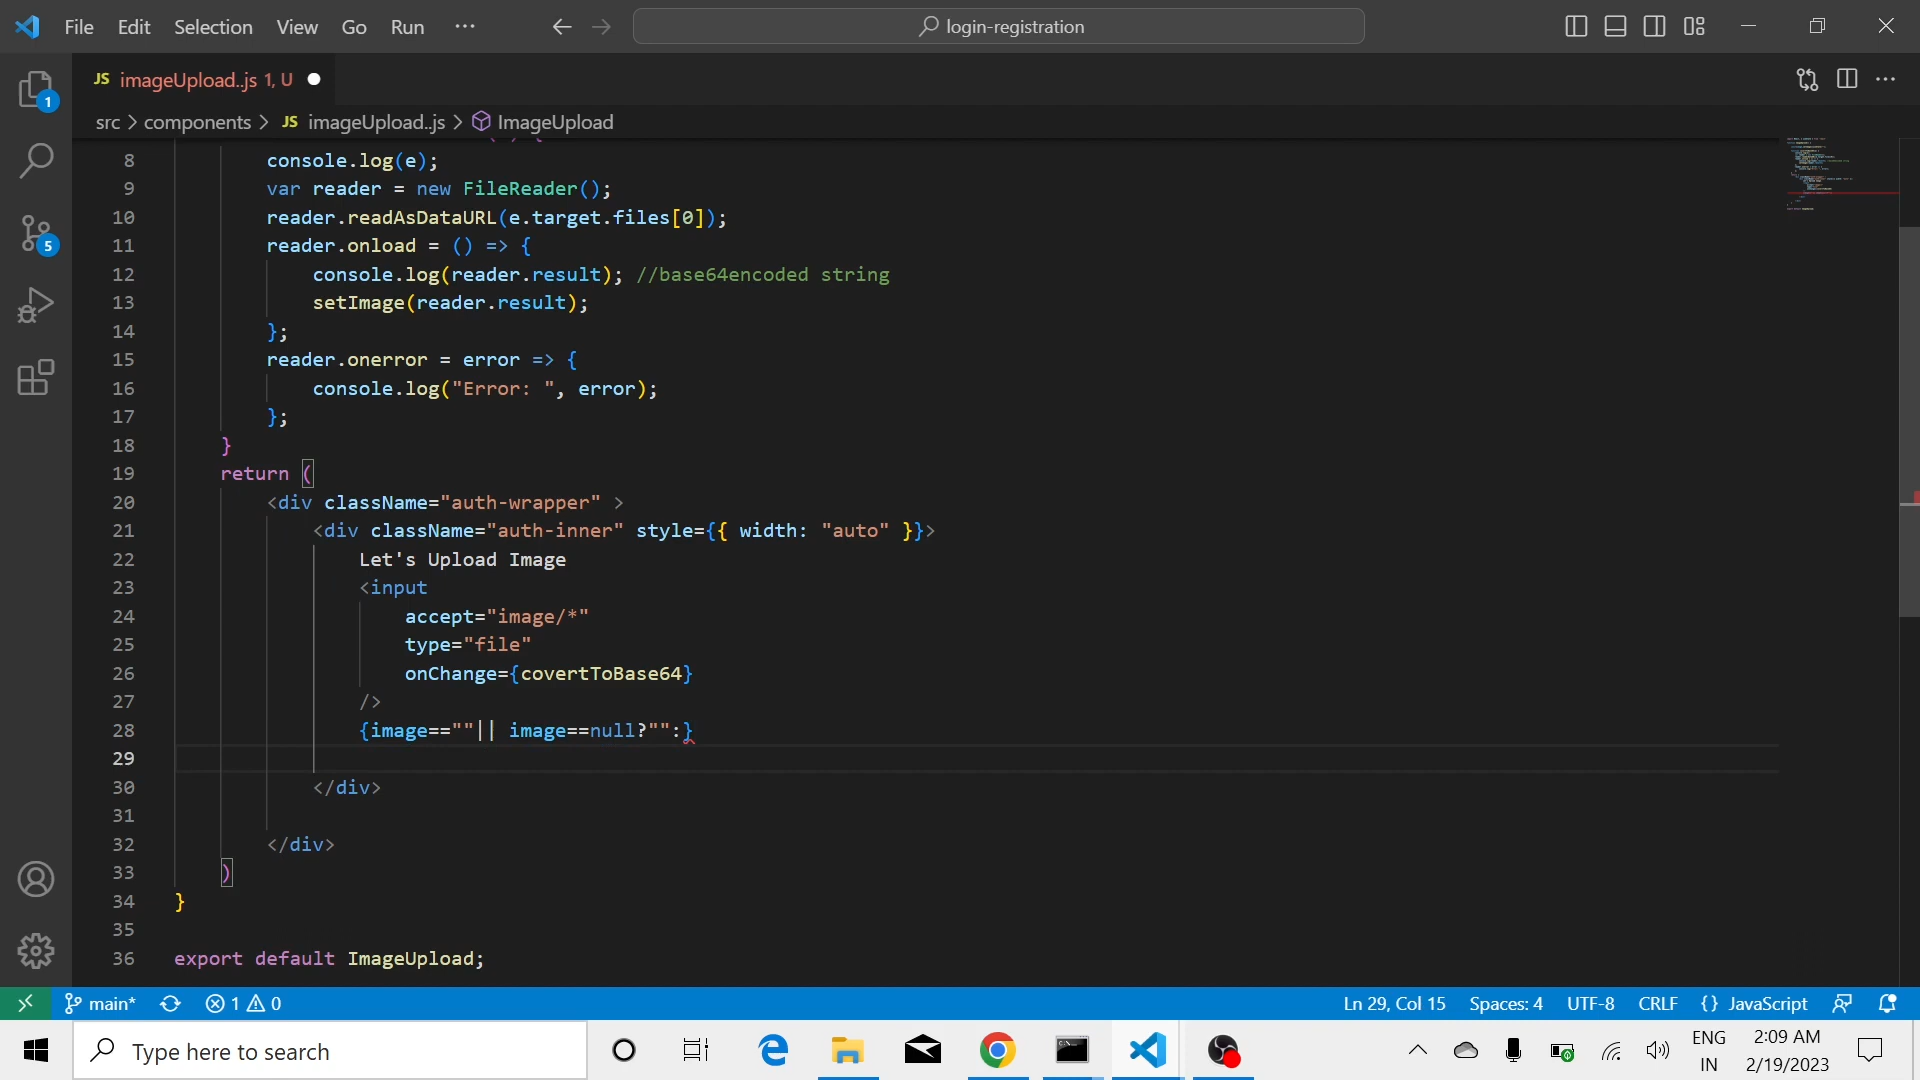 File Edit Selection View Go Run ··· login-registration
JS imageUpload..js 1, U
src > components > JS imageUpload..js > ImageUpload
8 console.log(e);
9 var reader = new FileReader();
10 reader.readAsDataURL(e.target.files[0]);
11 reader.onload = () => {
12 console.log(reader.result); //base64encoded string
13 setImage(reader.result);
14 };
15 reader.onerror = error => {
16 console.log("Error: ", error);
17 };
18 }
19 return (
20 <div className="auth-wrapper" >
21 <div className="auth-inner" style={{ width: "auto" }}>
22 Let's Upload Image
23 <input
24 accept="image/*"
25 type="file"
26 onChange={covertToBase64}
27 />
28 {image==""|| image==null?"":}
29
30 </div>
31
32 </div>
33 )
34 }
35
36 export default ImageUpload;
1
5
main* 1 0 Ln 29, Col 15 Spaces: 4 UTF-8 CRLF {} JavaScript
Type here to search
ENG
IN
2:09 AM
2/19/2023